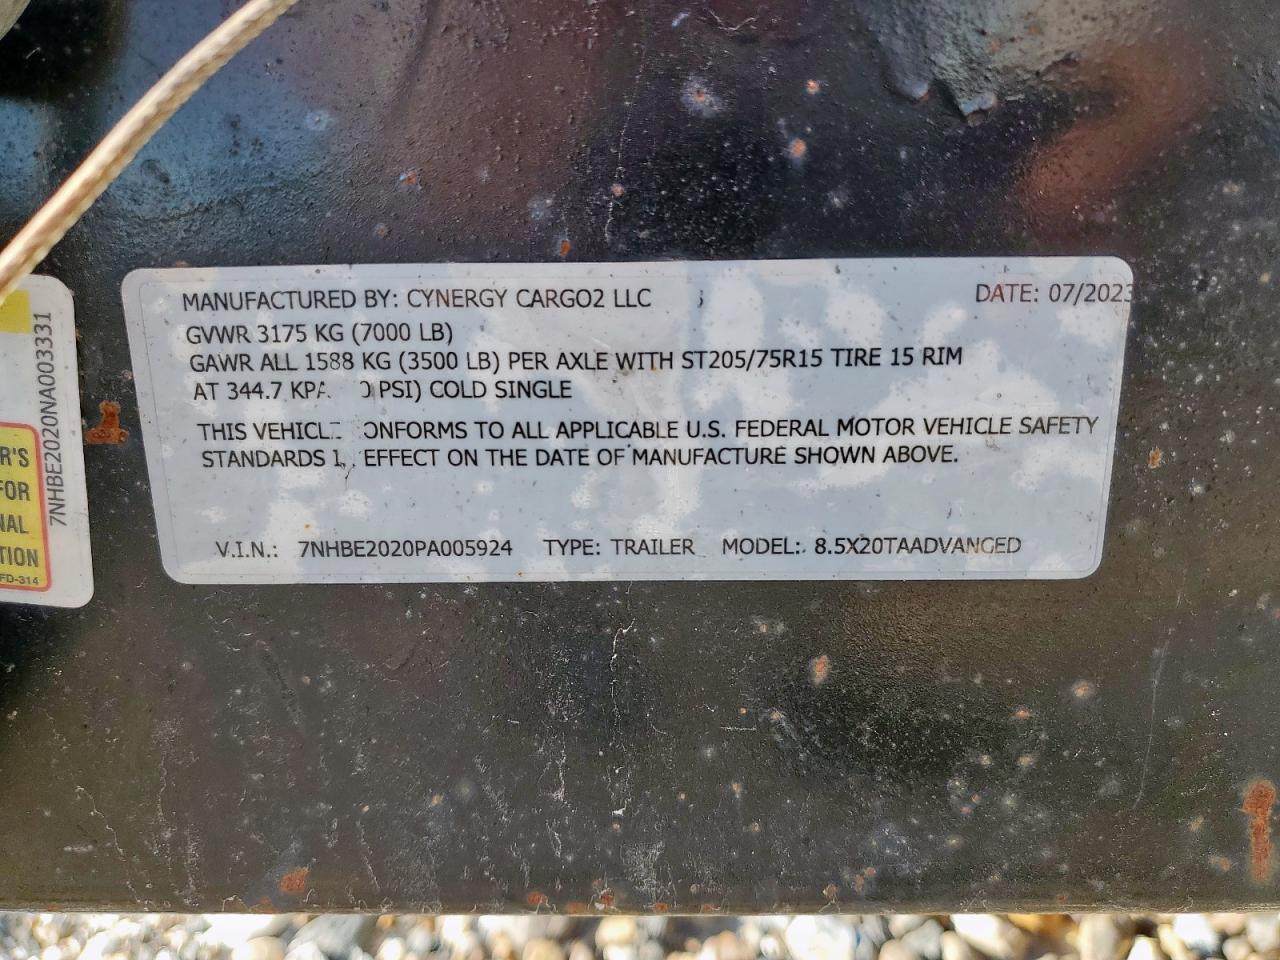 MANUFACTURED BY: CYNERGY CARGO2 LLC
DATE: 07/2023
GVWR 3175 KG (7000 LB)
GAWR ALL 1588 KG (3500 LB) PER AXLE WITH ST205/75R15 TIRE 15 RIM
AT 344.7 PSI) COLD SINGLE
THIS TO ALL APPLICABLE U.S. FEDERAL MOTOR VEHICLE SAFETY
STANDARDS EFFECT ON THE DATE OF MANUFACTURE SHOWN ABOVE.
V.I.N.: 7NHBE2020PA005924 TYPE: TRAILER MODEL: 8.5X20TAADVANCED
7NHBE2020NA003331
R'S
FOR
NAL
TION
FD-314